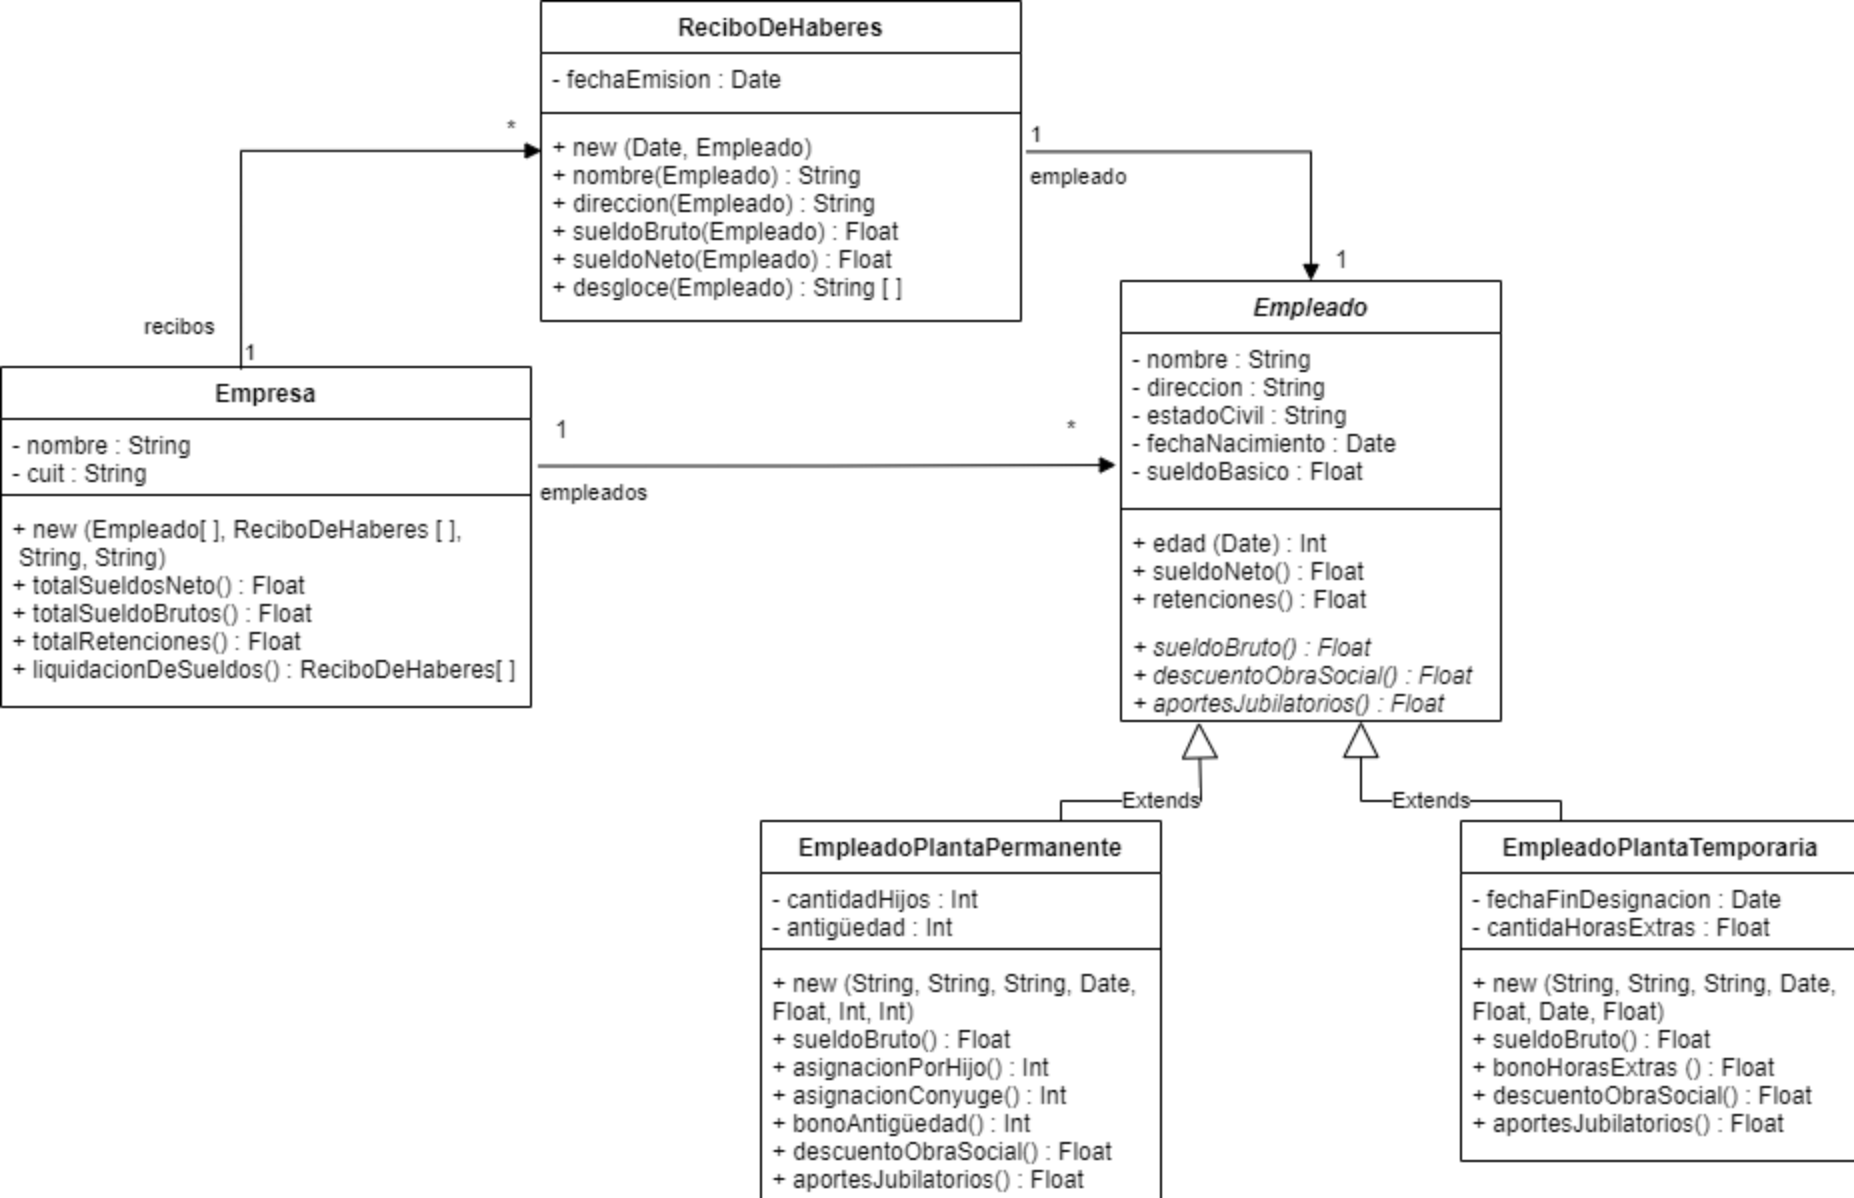 ReciboDeHaberes
- fechaEmision : Date
+ new (Date, Empleado)
+ nombre(Empleado) : String
+ direccion(Empleado) : String
+ sueldoBruto(Empleado) : Float
+ sueldoNeto(Empleado) : Float
+ desgloce(Empleado) : String [ ]
*
1
empleado
1
recibos
1
Empresa
- nombre : String
- cuit : String
+ new (Empleado[ ], ReciboDeHaberes [ ],
String, String)
+ totalSueldosNeto() : Float
+ totalSueldoBrutos() : Float
+ totalRetenciones() : Float
+ liquidacionDeSueldos() : ReciboDeHaberes[ ]
1
*
empleados
Empleado
- nombre : String
- direccion : String
- estadoCivil : String
- fechaNacimiento : Date
- sueldoBasico : Float
+ edad (Date) : Int
+ sueldoNeto() : Float
+ retenciones() : Float
+ sueldoBruto() : Float
+ descuentoObraSocial() : Float
+ aportesJubilatorios() : Float
Extends
Extends
EmpleadoPlantaPermanente
- cantidadHijos : Int
- antigüedad : Int
+ new (String, String, String, Date,
Float, Int, Int)
+ sueldoBruto() : Float
+ asignacionPorHijo() : Int
+ asignacionConyuge() : Int
+ bonoAntigüedad() : Int
+ descuentoObraSocial() : Float
+ aportesJubilatorios() : Float
EmpleadoPlantaTemporaria
- fechaFinDesignacion : Date
- cantidaHorasExtras : Float
+ new (String, String, String, Date,
Float, Date, Float)
+ sueldoBruto() : Float
+ bonoHorasExtras () : Float
+ descuentoObraSocial() : Float
+ aportesJubilatorios() : Float